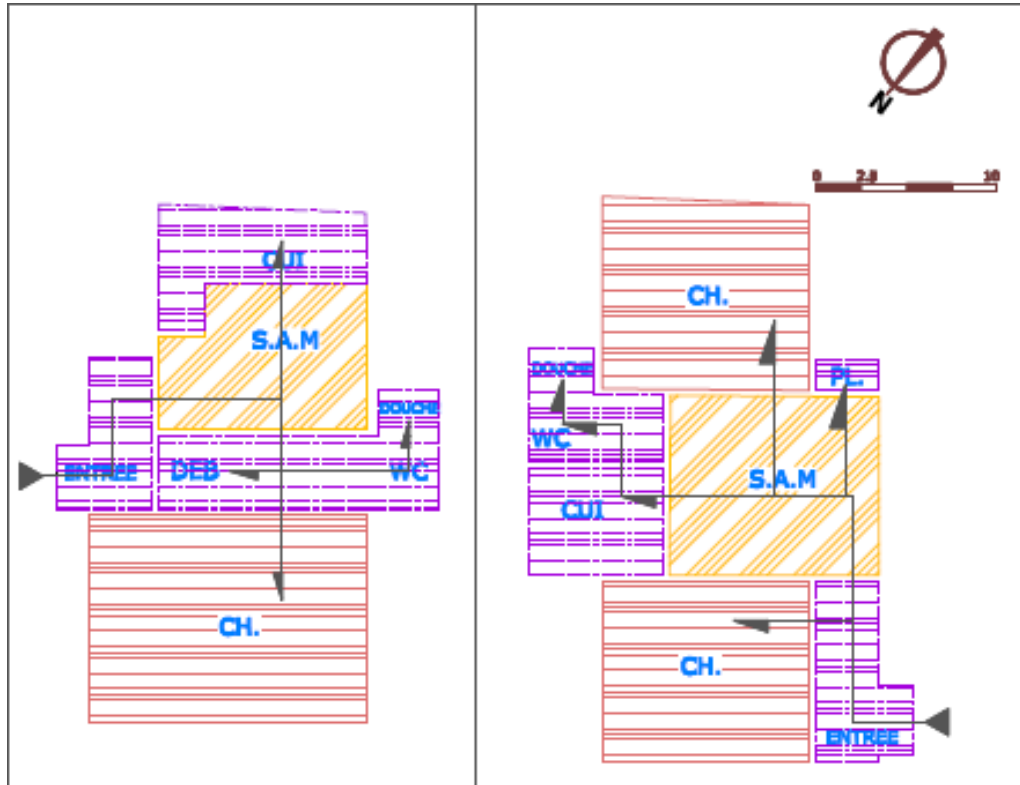 N
0 2.5 10
CUI
S.A.M
DOUCHE
ENTREE
DEB
WC
CH.
CH.
DOUCHE
PL.
WC
S.A.M
CUI
CH.
ENTREE